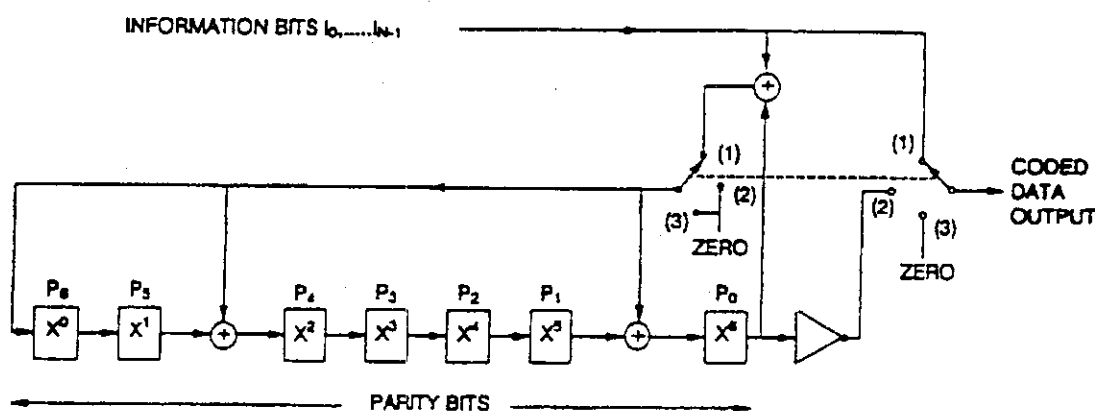 INFORMATION BITS I₀,......Iₙ₋₁
(1)
(1)
CODED
DATA
OUTPUT
(2)
(2)
(3)
(3)
ZERO
ZERO
P₆ P₅ P₄ P₃ P₂ P₁ P₀
X⁰ X¹ X² X³ X⁴ X⁵ X⁶
PARITY BITS